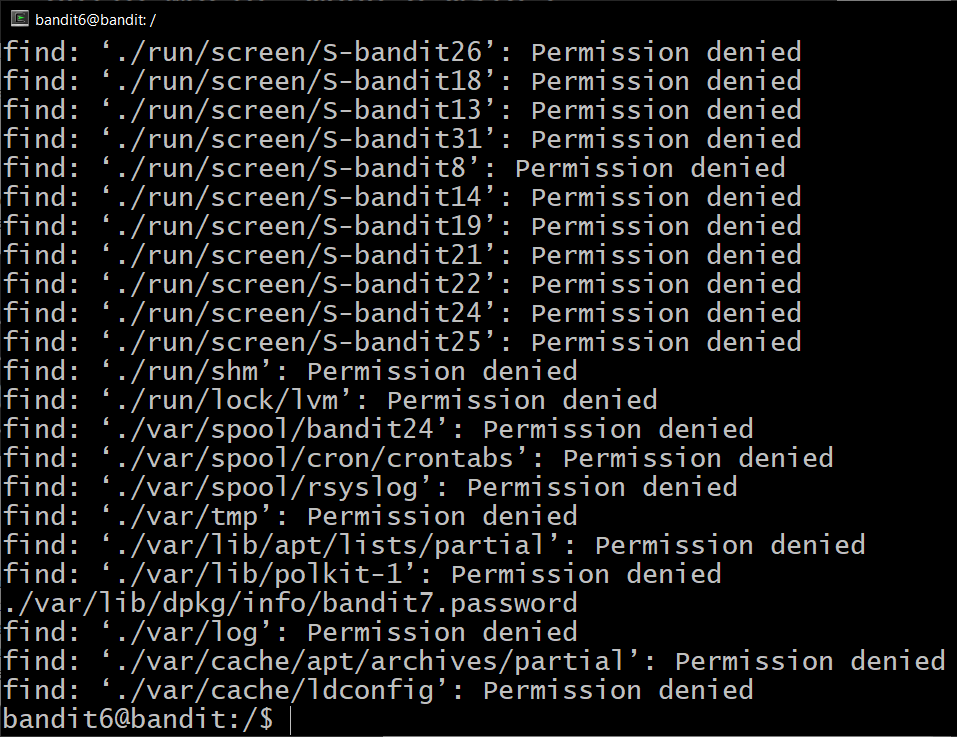 bandit6@bandit: /
find: ‘./run/screen/S-bandit26’: Permission denied
find: ‘./run/screen/S-bandit18’: Permission denied
find: ‘./run/screen/S-bandit13’: Permission denied
find: ‘./run/screen/S-bandit31’: Permission denied
find: ‘./run/screen/S-bandit8’: Permission denied
find: ‘./run/screen/S-bandit14’: Permission denied
find: ‘./run/screen/S-bandit19’: Permission denied
find: ‘./run/screen/S-bandit21’: Permission denied
find: ‘./run/screen/S-bandit22’: Permission denied
find: ‘./run/screen/S-bandit24’: Permission denied
find: ‘./run/screen/S-bandit25’: Permission denied
find: ‘./run/shm’: Permission denied
find: ‘./run/lock/lvm’: Permission denied
find: ‘./var/spool/bandit24’: Permission denied
find: ‘./var/spool/cron/crontabs’: Permission denied
find: ‘./var/spool/rsyslog’: Permission denied
find: ‘./var/tmp’: Permission denied
find: ‘./var/lib/apt/lists/partial’: Permission denied
find: ‘./var/lib/polkit-1’: Permission denied
./var/lib/dpkg/info/bandit7.password
find: ‘./var/log’: Permission denied
find: ‘./var/cache/apt/archives/partial’: Permission denied
find: ‘./var/cache/ldconfig’: Permission denied
bandit6@bandit:/$